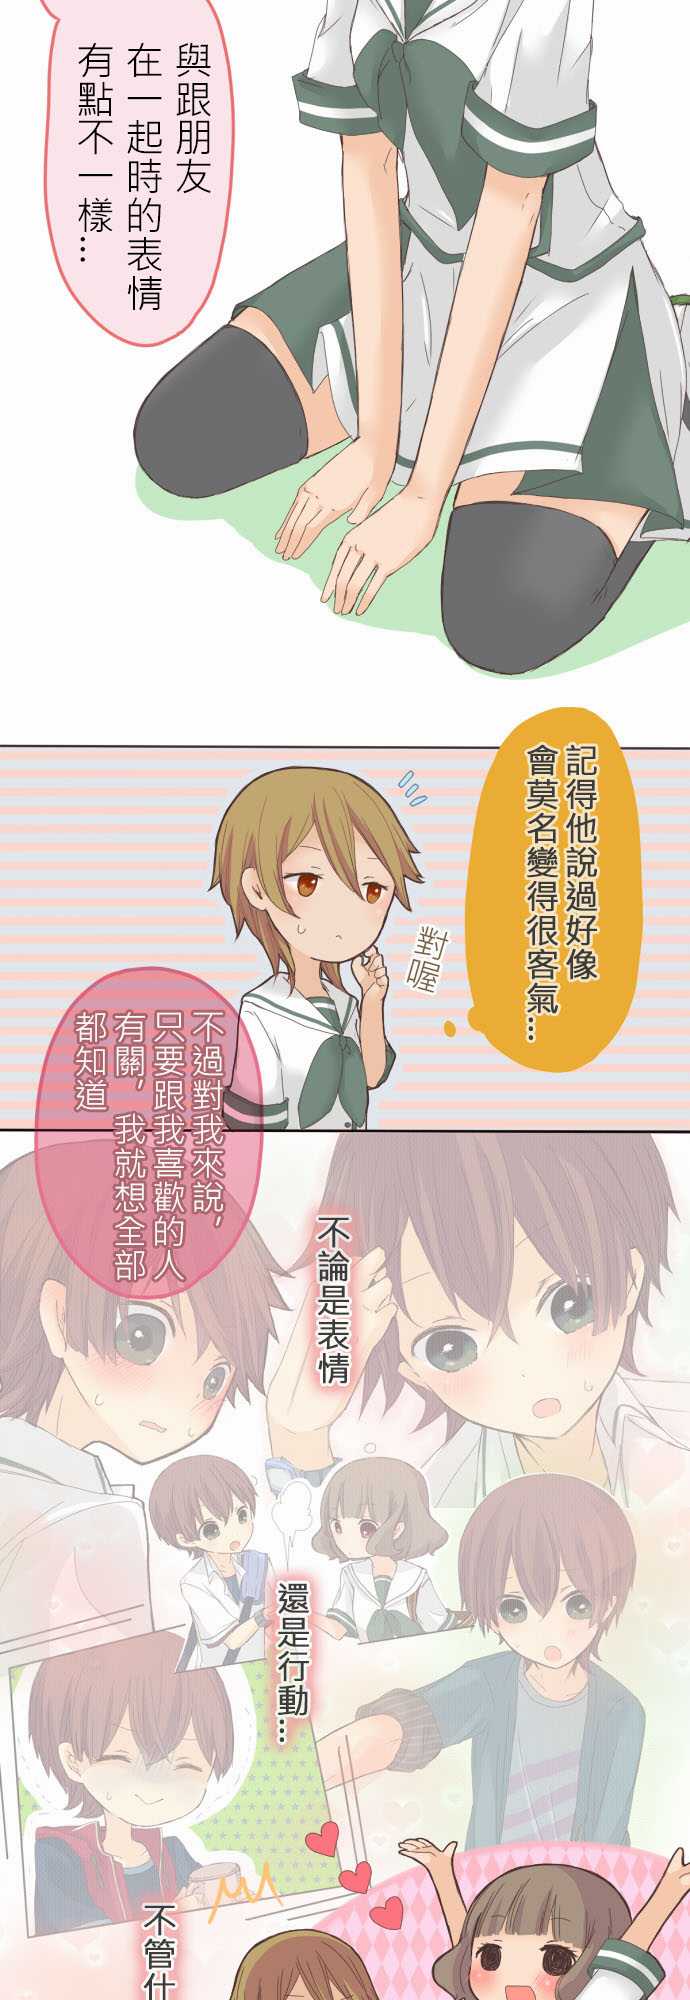 與跟朋友
在一起時的表情
有點不一樣…
記得他說過好像
會莫名變得很客氣…
對喔
不過對我來說，
只要跟我喜歡的人
有關，我就想全部
都知道
不論是表情
還是行動…
不管什